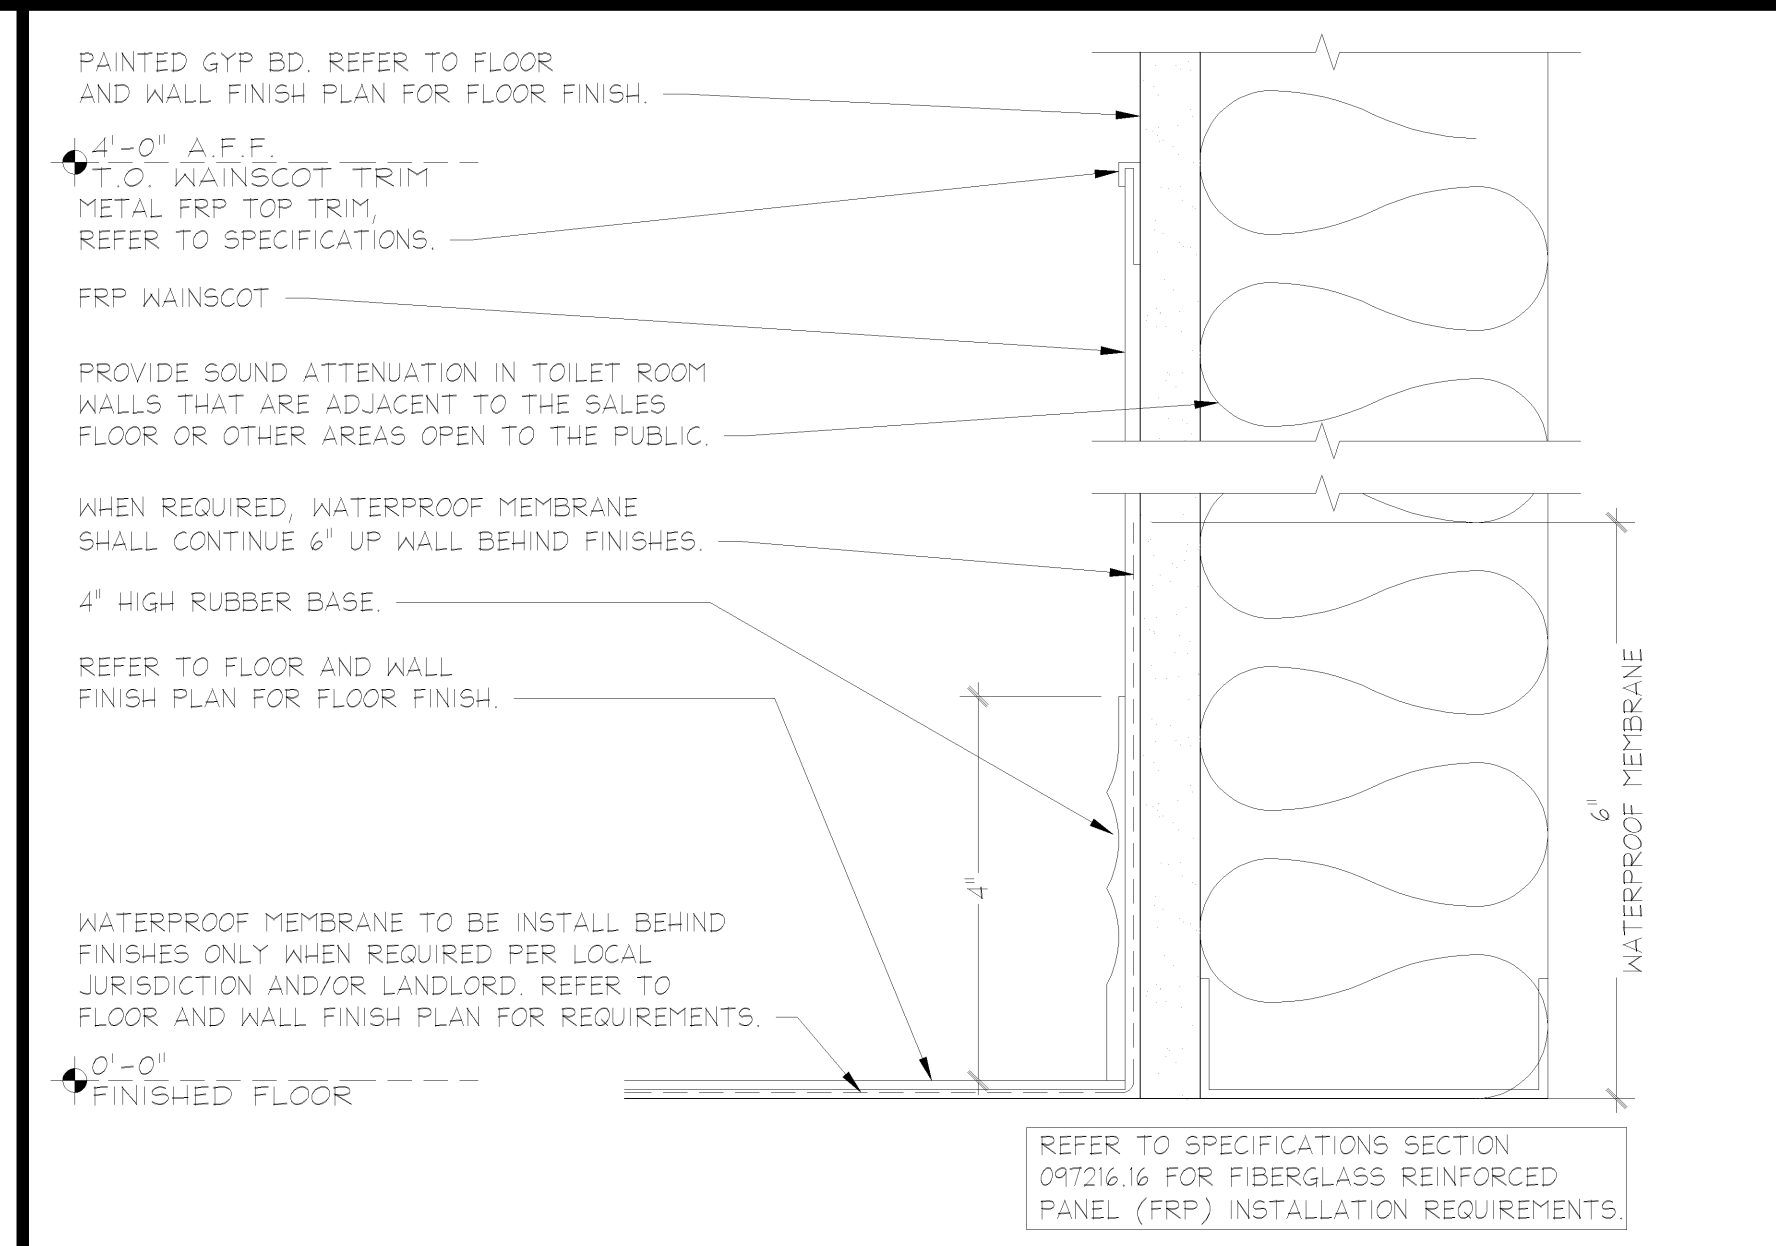 PAINTED GYP BD. REFER TO FLOOR
AND WALL FINISH PLAN FOR FLOOR FINISH.
4'-0" A.F.F.
T.O. WAINSCOT TRIM
METAL FRP TOP TRIM,
REFER TO SPECIFICATIONS.
FRP WAINSCOT
PROVIDE SOUND ATTENUATION IN TOILET ROOM
WALLS THAT ARE ADJACENT TO THE SALES
FLOOR OR OTHER AREAS OPEN TO THE PUBLIC.
WHEN REQUIRED, WATERPROOF MEMBRANE
SHALL CONTINUE 6" UP WALL BEHIND FINISHES.
4" HIGH RUBBER BASE.
REFER TO FLOOR AND WALL
FINISH PLAN FOR FLOOR FINISH.
WATERPROOF MEMBRANE TO BE INSTALL BEHIND
FINISHES ONLY WHEN REQUIRED PER LOCAL
JURISDICTION AND/OR LANDLORD. REFER TO
FLOOR AND WALL FINISH PLAN FOR REQUIREMENTS.
0'-0"
FINISHED FLOOR
4"
6"
WATERPROOF MEMBRANE
REFER TO SPECIFICATIONS SECTION
097216.16 FOR FIBERGLASS REINFORCED
PANEL (FRP) INSTALLATION REQUIREMENTS.